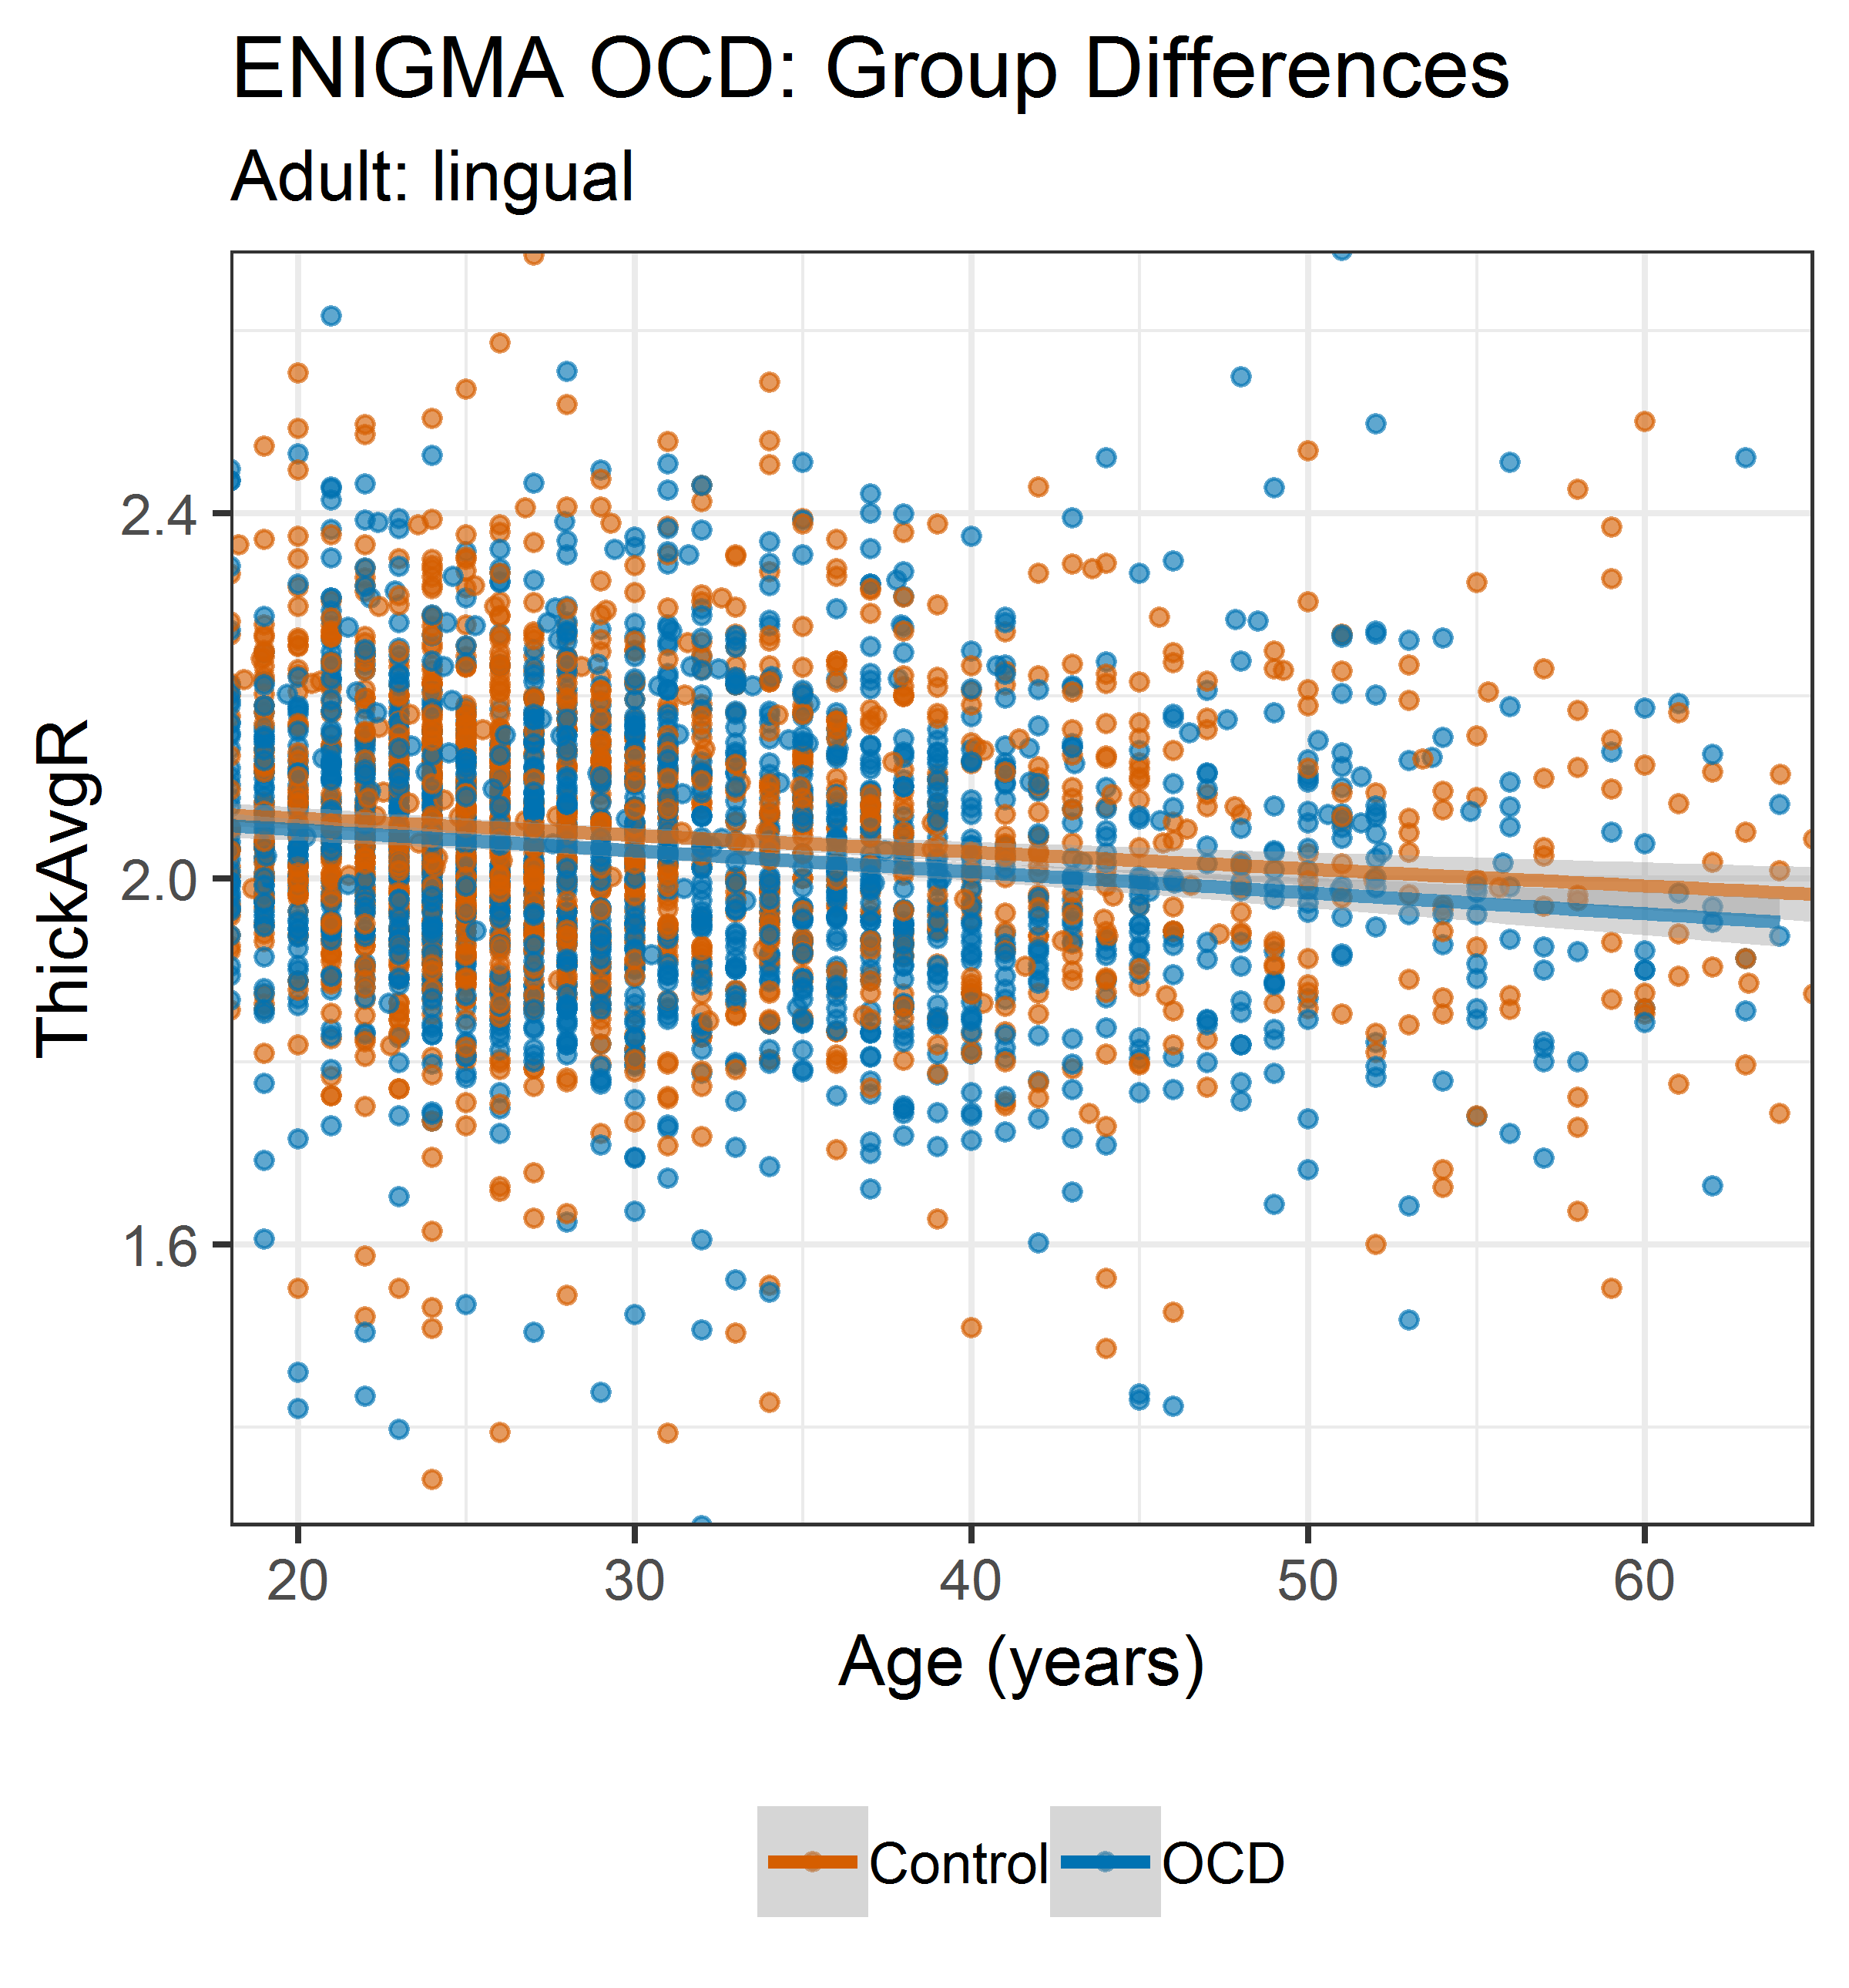 ENIGMA OCD: Group Differences
Adult: lingual
ThickAvgR
2.4
2.0
1.6
20 30 40 50 60
Age (years)
Control OCD